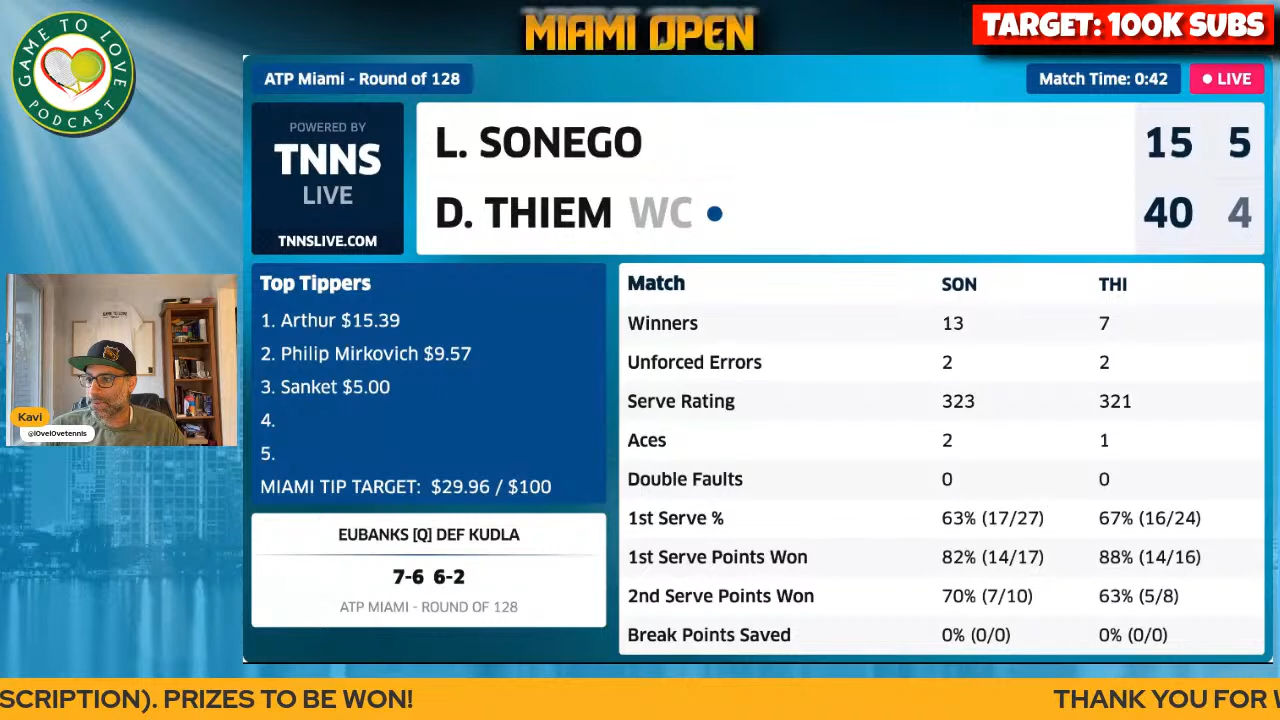 GAME TO LOVE
PODCAST
MIAMI OPEN
TARGET: 100K SUBS
ATP Miami - Round of 128
Match Time: 0:42
LIVE
POWERED BY
TNNS
LIVE
TNNSLIVE.COM
L. SONEGO 15 5
D. THIEM WC 40 4
Top Tippers
1. Arthur $15.39
2. Philip Mirkovich $9.57
3. Sanket $5.00
4.
5.
MIAMI TIP TARGET: $29.96 / $100
EUBANKS [Q] DEF KUDLA
7-6 6-2
ATP MIAMI - ROUND OF 128
Match SON THI
Winners 13 7
Unforced Errors 2 2
Serve Rating 323 321
Aces 2 1
Double Faults 0 0
1st Serve % 63% (17/27) 67% (16/24)
1st Serve Points Won 82% (14/17) 88% (14/16)
2nd Serve Points Won 70% (7/10) 63% (5/8)
Break Points Saved 0% (0/0) 0% (0/0)
Kavi
@l0vel0vetennis
SCRIPTION). PRIZES TO BE WON! THANK YOU FOR